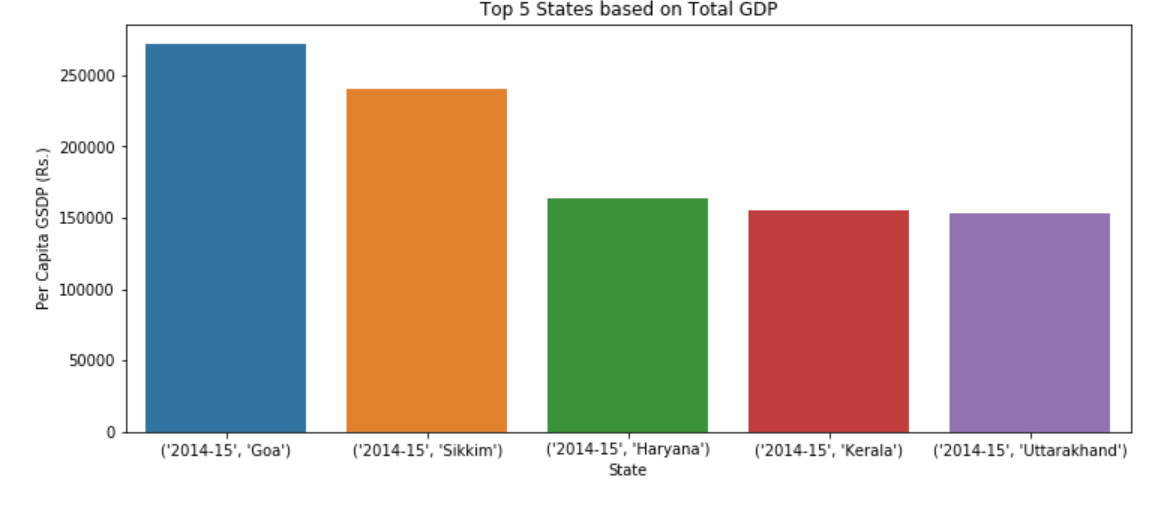 Top 5 States based on Total GDP
Per Capita GSDP (Rs.)
250000
200000
150000
100000
50000
0
('2014-15', 'Goa') ('2014-15', 'Sikkim') ('2014-15', 'Haryana') ('2014-15', 'Kerala') ('2014-15', 'Uttarakhand')
State